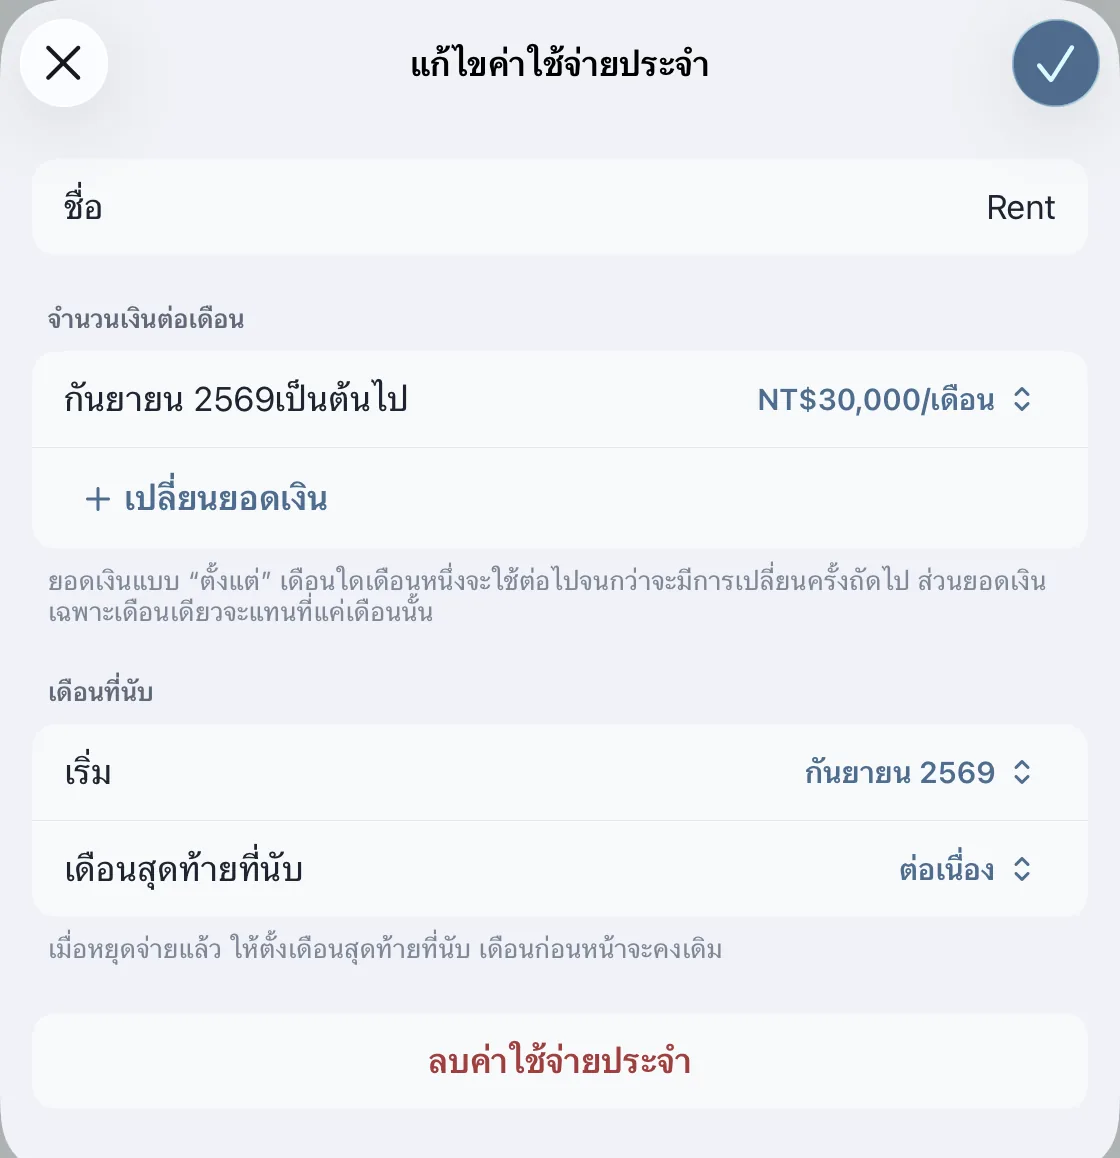 แก้ไขค่าใช้จ่ายประจำ
ชื่อ Rent
จำนวนเงินต่อเดือน
กันยายน 2569เป็นต้นไป NT$30,000/เดือน
+ เปลี่ยนยอดเงิน
ยอดเงินแบบ “ตั้งแต่” เดือนใดเดือนหนึ่งจะใช้ต่อไปจนกว่าจะมีการเปลี่ยนครั้งถัดไป ส่วนยอดเงิน
เฉพาะเดือนเดียวจะแทนที่แค่เดือนนั้น
เดือนที่นับ
เริ่ม กันยายน 2569
เดือนสุดท้ายที่นับ ต่อเนื่อง
เมื่อหยุดจ่ายแล้ว ให้ตั้งเดือนสุดท้ายที่นับ เดือนก่อนหน้าจะคงเดิม
ลบค่าใช้จ่ายประจำ